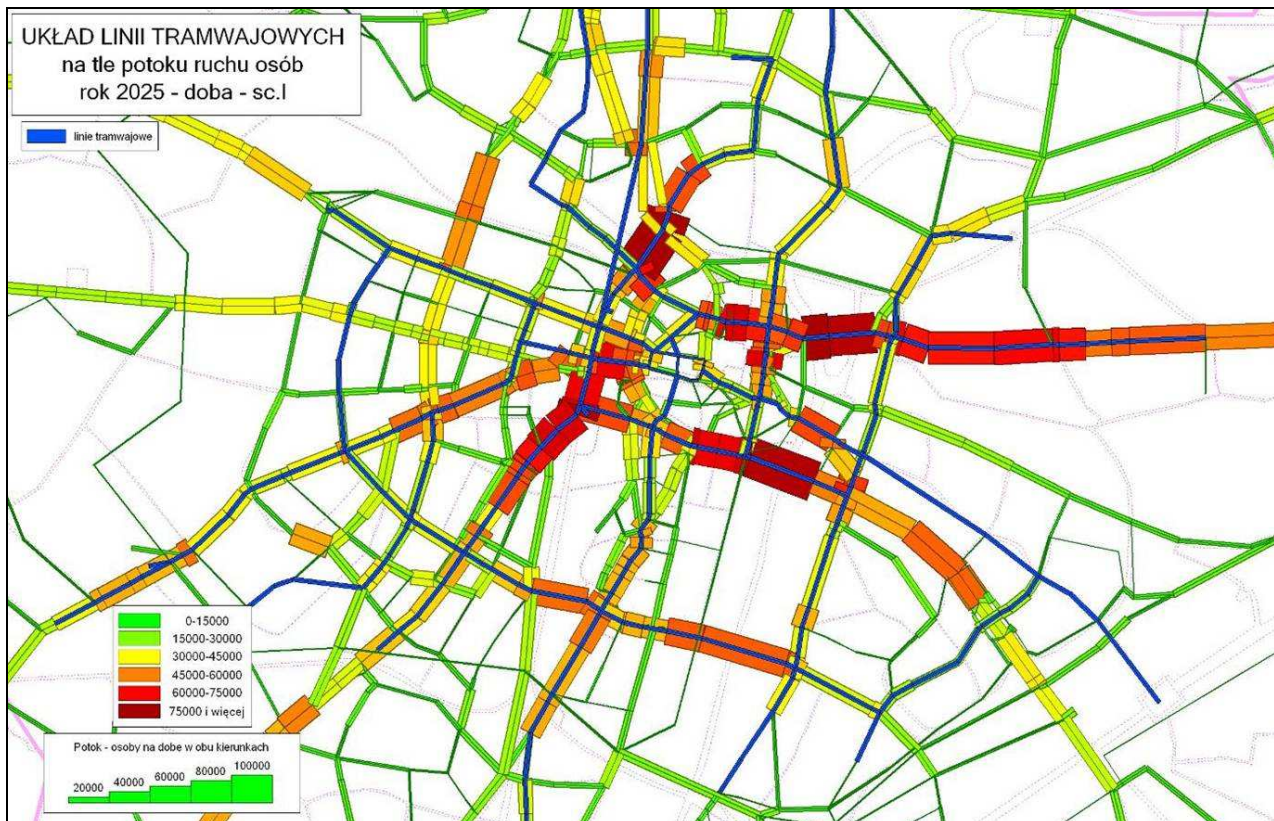 UKŁAD LINII TRAMWAJOWYCH
na tle potoku ruchu osób
rok 2025 - doba - sc.I
linie tramwajowe
0-15000
15000-30000
30000-45000
45000-60000
60000-75000
75000 i więcej
Potok - osoby na dobe w obu kierunkach
20000 40000 60000 80000 100000